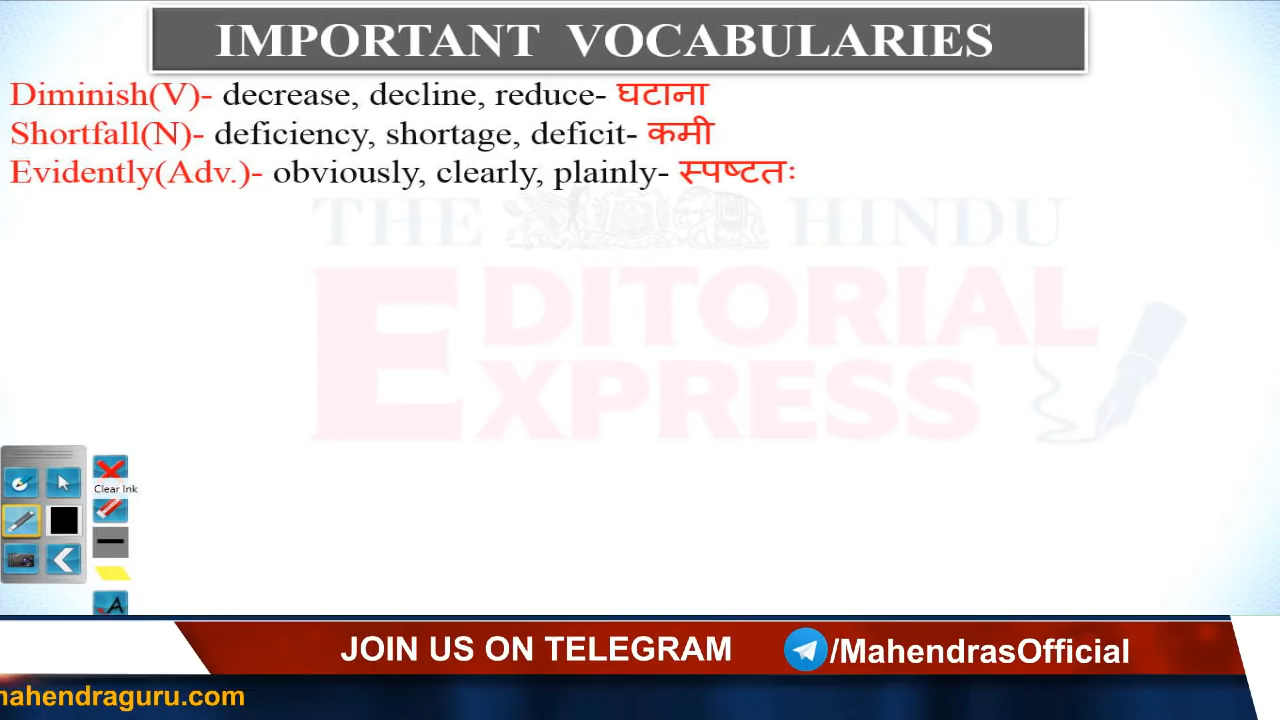 IMPORTANT VOCABULARIES
Diminish(V)- decrease, decline, reduce- घटाना
Shortfall(N)- deficiency, shortage, deficit- कमी
Evidently(Adv.)- obviously, clearly, plainly- स्पष्टतः
THE HINDU
EDITORIAL
EXPRESS
Clear Ink
A
JOIN US ON TELEGRAM /MahendrasOfficial
mahendraguru.com